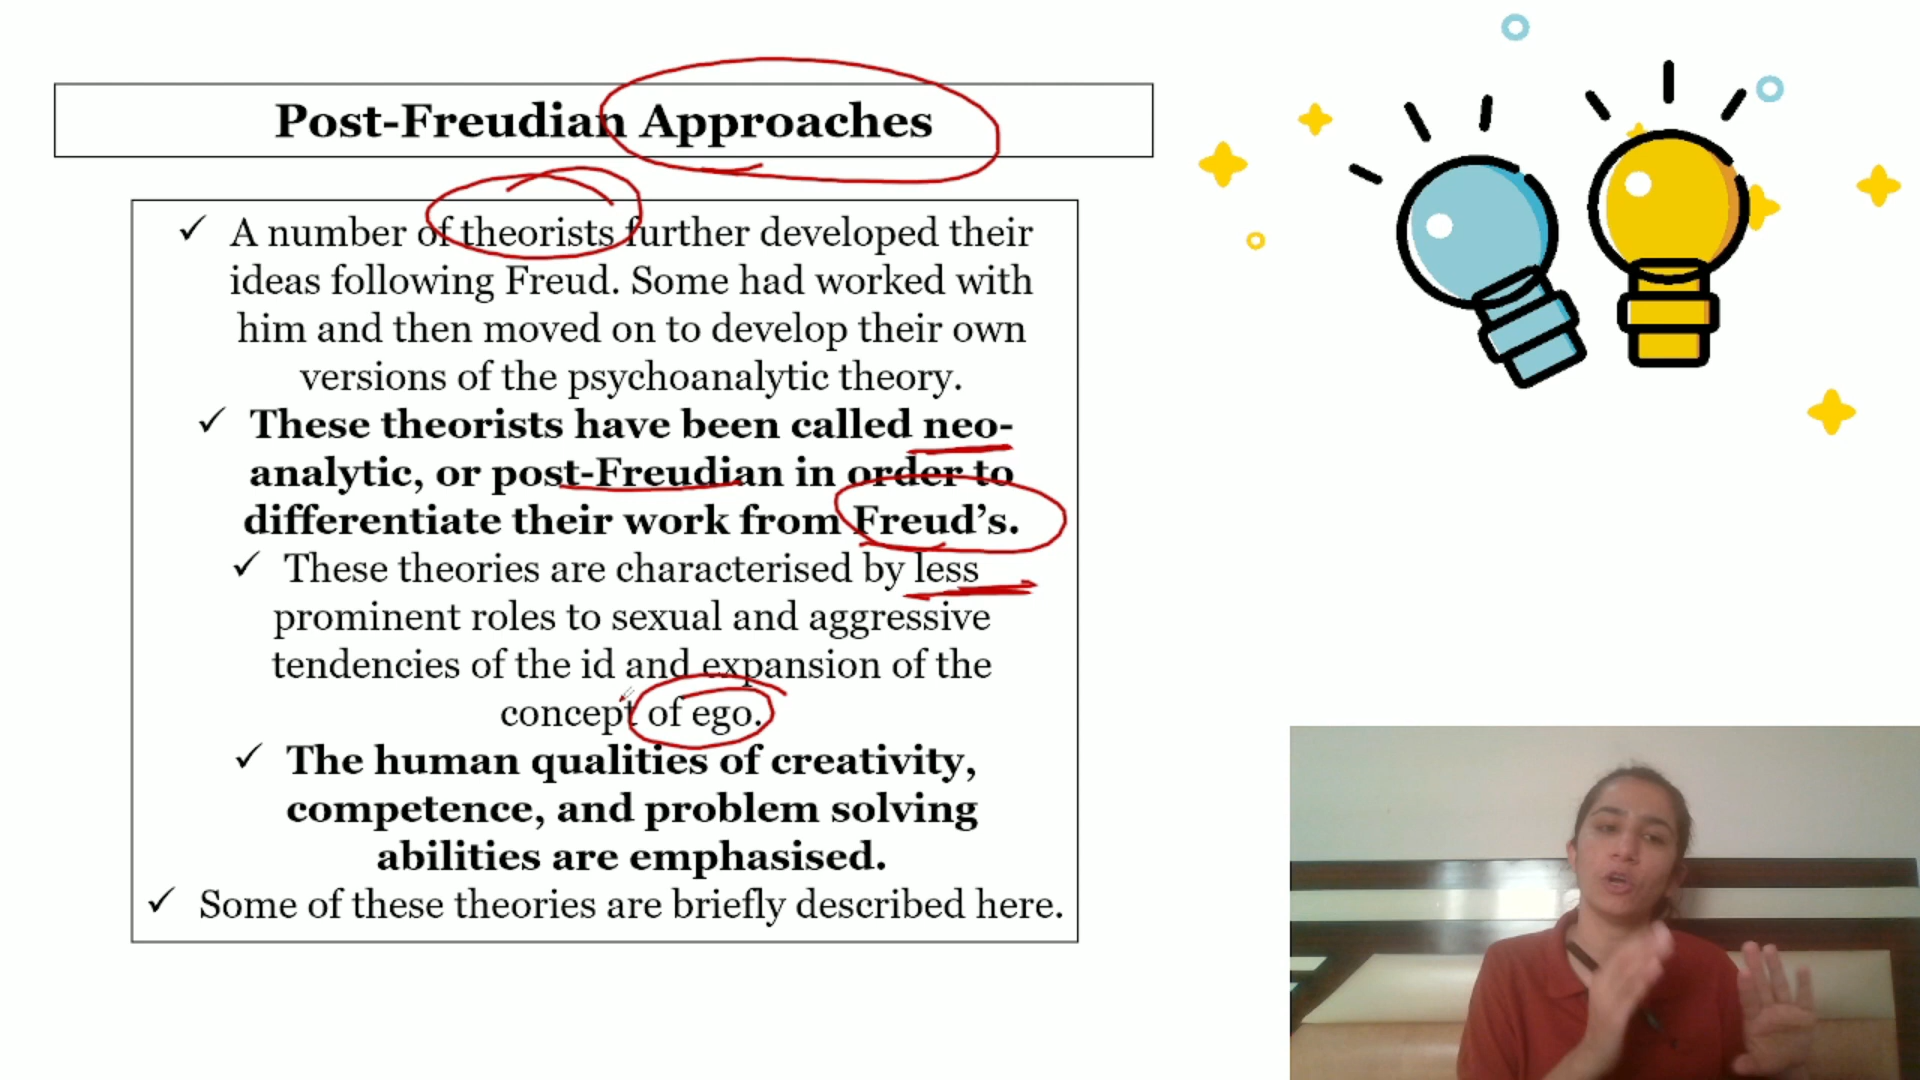 Post-Freudian Approaches
✓ A number of theorists further developed their
ideas following Freud. Some had worked with
him and then moved on to develop their own
versions of the psychoanalytic theory.
✓ These theorists have been called neo-
analytic, or post-Freudian in order to
differentiate their work from Freud’s.
✓ These theories are characterised by less
prominent roles to sexual and aggressive
tendencies of the id and expansion of the
concept of ego.
✓ The human qualities of creativity,
competence, and problem solving
abilities are emphasised.
✓ Some of these theories are briefly described here.